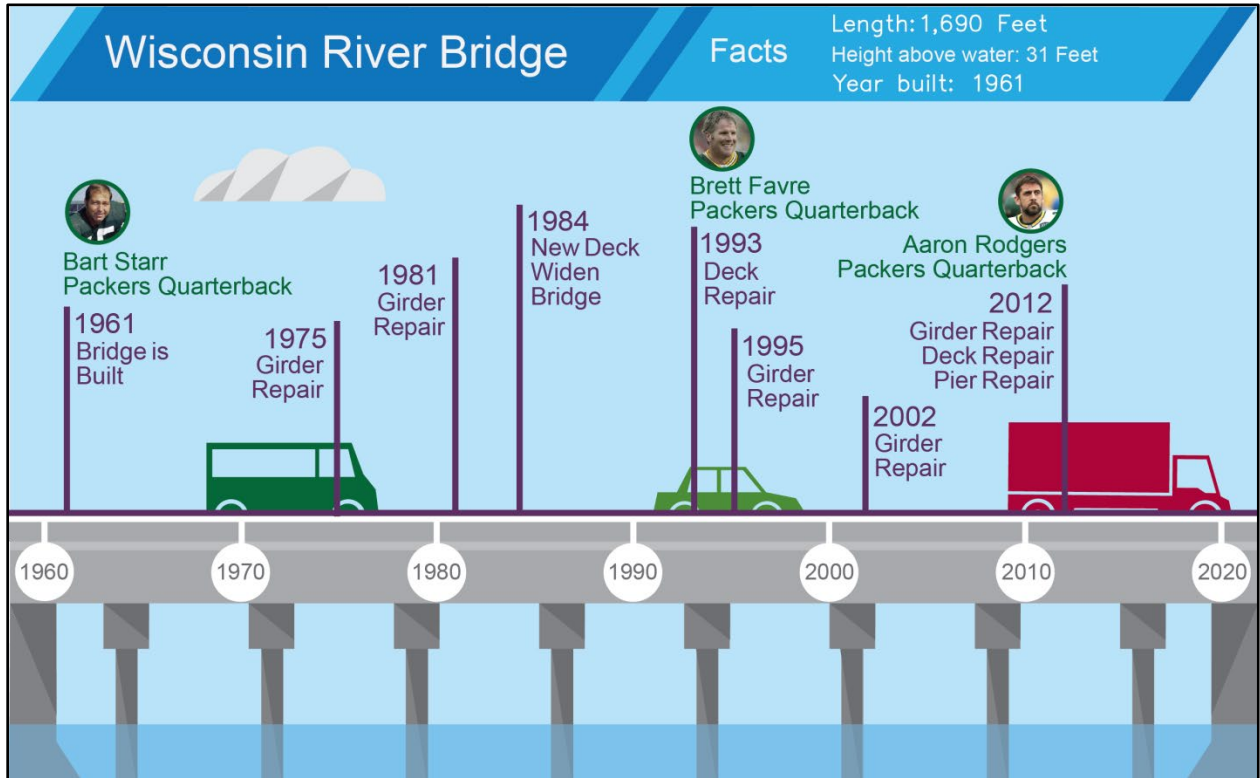 Wisconsin River Bridge
Facts
Length: 1,690 Feet
Height above water: 31 Feet
Year built: 1961
Bart Starr
Packers Quarterback
1961
Bridge is
Built
1975
Girder
Repair
1981
Girder
Repair
1984
New Deck
Widen
Bridge
Brett Favre
Packers Quarterback
1993
Deck
Repair
1995
Girder
Repair
2002
Girder
Repair
Aaron Rodgers
Packers Quarterback
2012
Girder Repair
Deck Repair
Pier Repair
1960
1970
1980
1990
2000
2010
2020